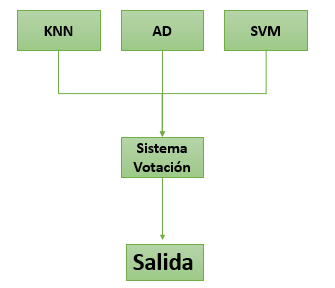 KNN AD SVM
Sistema
Votación
Salida